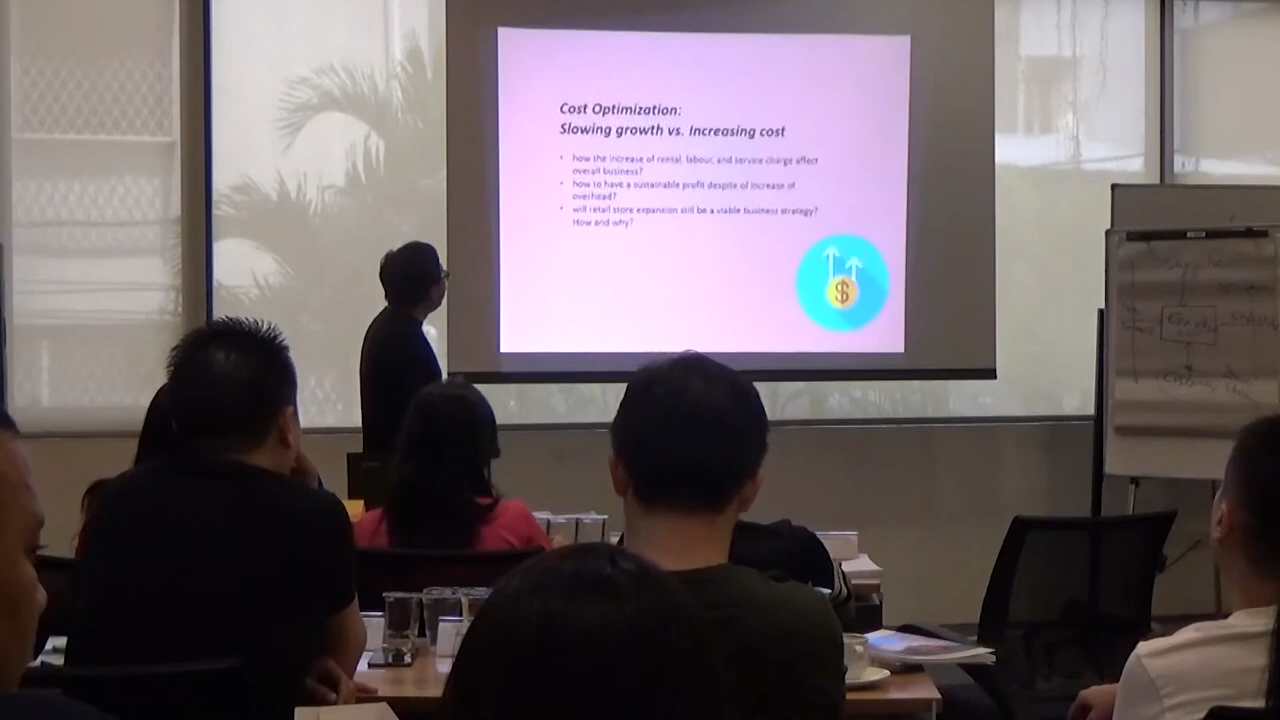 Cost Optimization:
Slowing growth vs. Increasing cost
• how the increase of rental, labour, and service charge affect
overall business?
• how to have a sustainable profit despite of increase of
overhead?
• will retail store expansion still be a viable business strategy?
How and why?
$